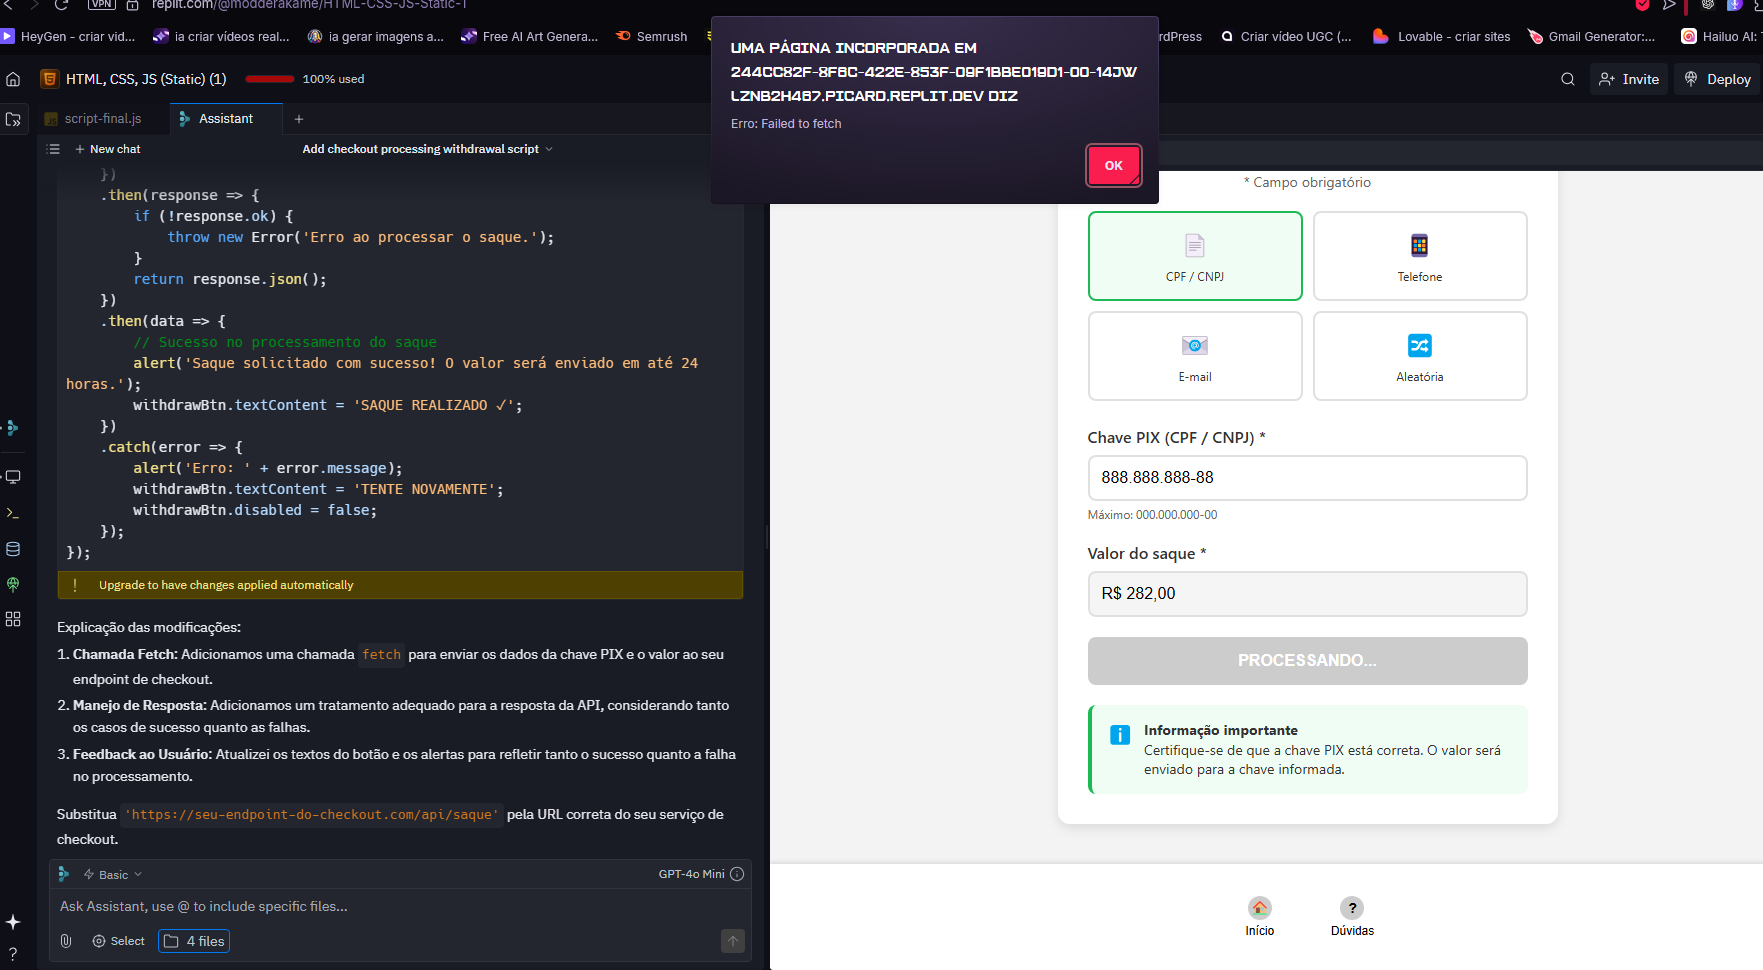 VPN
replit.com/@modderakame/HTML-CSS-JS-Static-1
HeyGen - criar vid...
ia criar vídeos real...
ia gerar imagens a...
Free AI Art Genera...
Semrush
rdPress
Criar vídeo UGC (...
Lovable - criar sites
Gmail Generator:...
Hailuo AI:
HTML, CSS, JS (Static) (1)
100% used
Invite
Deploy
UMA PÁGINA INCORPORADA EM
244CC82F-8F6C-422E-853F-09F1BBE019D1-00-14JW
LZNB2H467.PICARD.REPLIT.DEV DIZ
Erro: Failed to fetch
OK
script-final.js
Assistant
New chat
Add checkout processing withdrawal script
})
.then(response => {
if (!response.ok) {
throw new Error('Erro ao processar o saque.');
}
return response.json();
})
.then(data => {
// Sucesso no processamento do saque
alert('Saque solicitado com sucesso! O valor será enviado em até 24
horas.');
withdrawBtn.textContent = 'SAQUE REALIZADO ✓';
})
.catch(error => {
alert('Erro: ' + error.message);
withdrawBtn.textContent = 'TENTE NOVAMENTE';
withdrawBtn.disabled = false;
});
});
! Upgrade to have changes applied automatically
Explicação das modificações:
1. Chamada Fetch: Adicionamos uma chamada fetch para enviar os dados da chave PIX e o valor ao seu
endpoint de checkout.
2. Manejo de Resposta: Adicionamos um tratamento adequado para a resposta da API, considerando tanto
os casos de sucesso quanto as falhas.
3. Feedback ao Usuário: Atualizei os textos do botão e os alertas para refletir tanto o sucesso quanto a falha
no processamento.
Substitua 'https://seu-endpoint-do-checkout.com/api/saque' pela URL correta do seu serviço de
checkout.
Basic
GPT-4o Mini
Ask Assistant, use @ to include specific files...
Select
4 files
* Campo obrigatório
CPF / CNPJ
Telefone
E-mail
Aleatória
Chave PIX (CPF / CNPJ) *
888.888.888-88
Máximo: 000.000.000-00
Valor do saque *
R$ 282,00
PROCESSANDO...
Informação importante
Certifique-se de que a chave PIX está correta. O valor será
enviado para a chave informada.
Início
Dúvidas